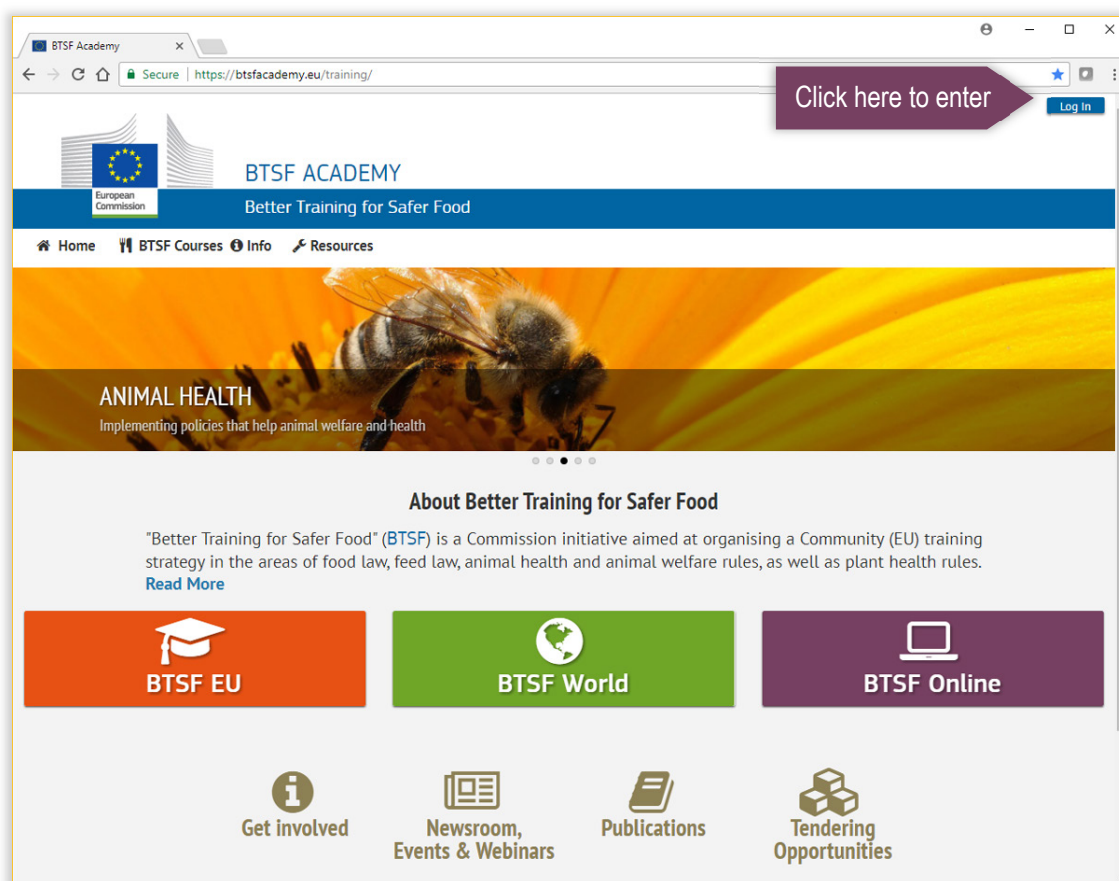 BTSF Academy
Secure | https://btsfacademy.eu/training/
Click here to enter
Log In
European
Commission
BTSF ACADEMY
Better Training for Safer Food
Home BTSF Courses Info Resources
ANIMAL HEALTH
Implementing policies that help animal welfare and health
About Better Training for Safer Food
"Better Training for Safer Food" (BTSF) is a Commission initiative aimed at organising a Community (EU) training
strategy in the areas of food law, feed law, animal health and animal welfare rules, as well as plant health rules.
Read More
BTSF EU
BTSF World
BTSF Online
Get involved
Newsroom,
Events & Webinars
Publications
Tendering
Opportunities